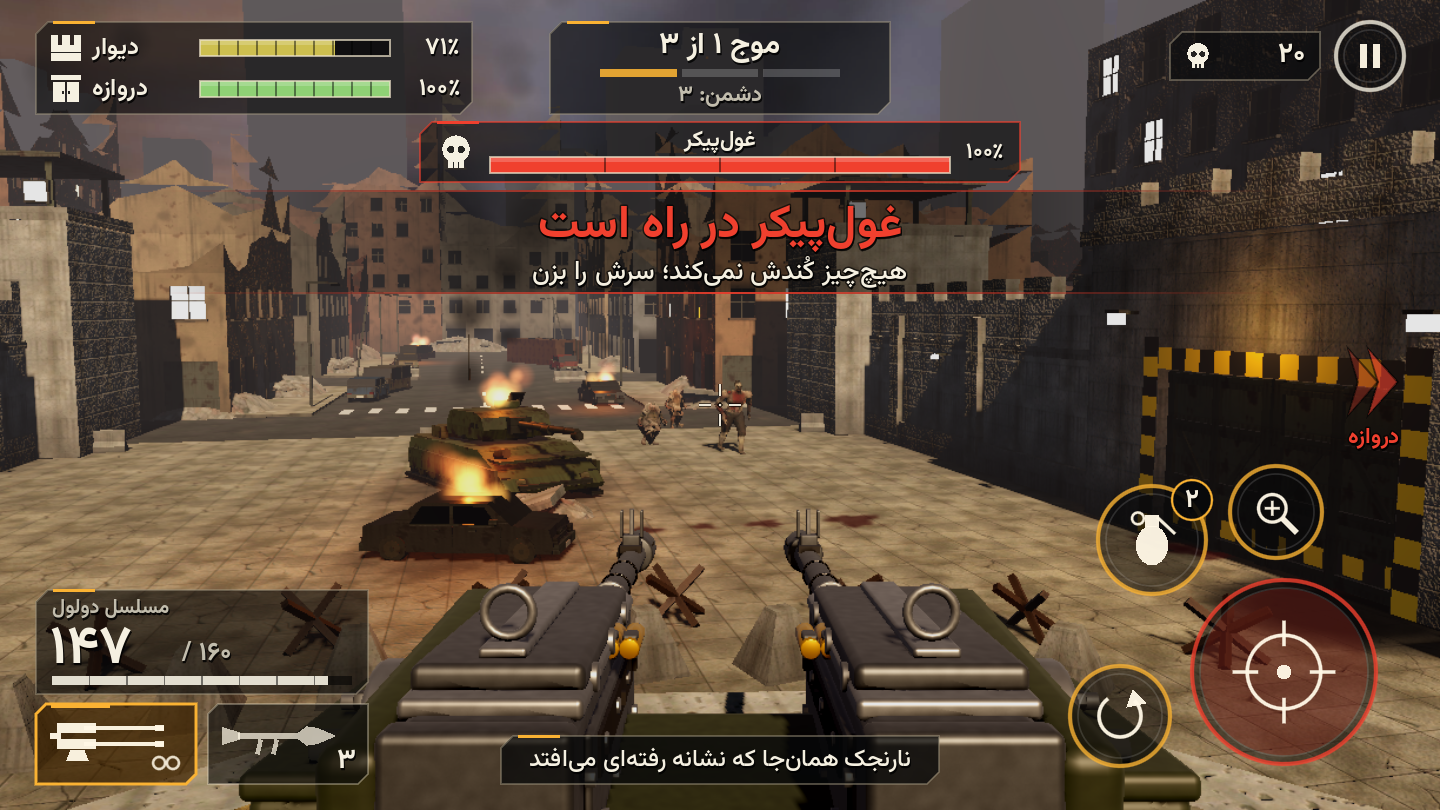 دیوار ۷۱٪
دروازه ۱۰۰٪
موج ۱ از ۳
دشمن: ۳
۲۰
غول‌پیکر ۱۰۰٪
غول‌پیکر در راه است
هیچ‌چیز کُندش نمی‌کند؛ سرش را بزن
دروازه
۲
مسلسل دولول
۱۴۷ / ۱۶۰
∞
۳
نارنجک همان‌جا که نشانه رفته‌ای می‌افتد